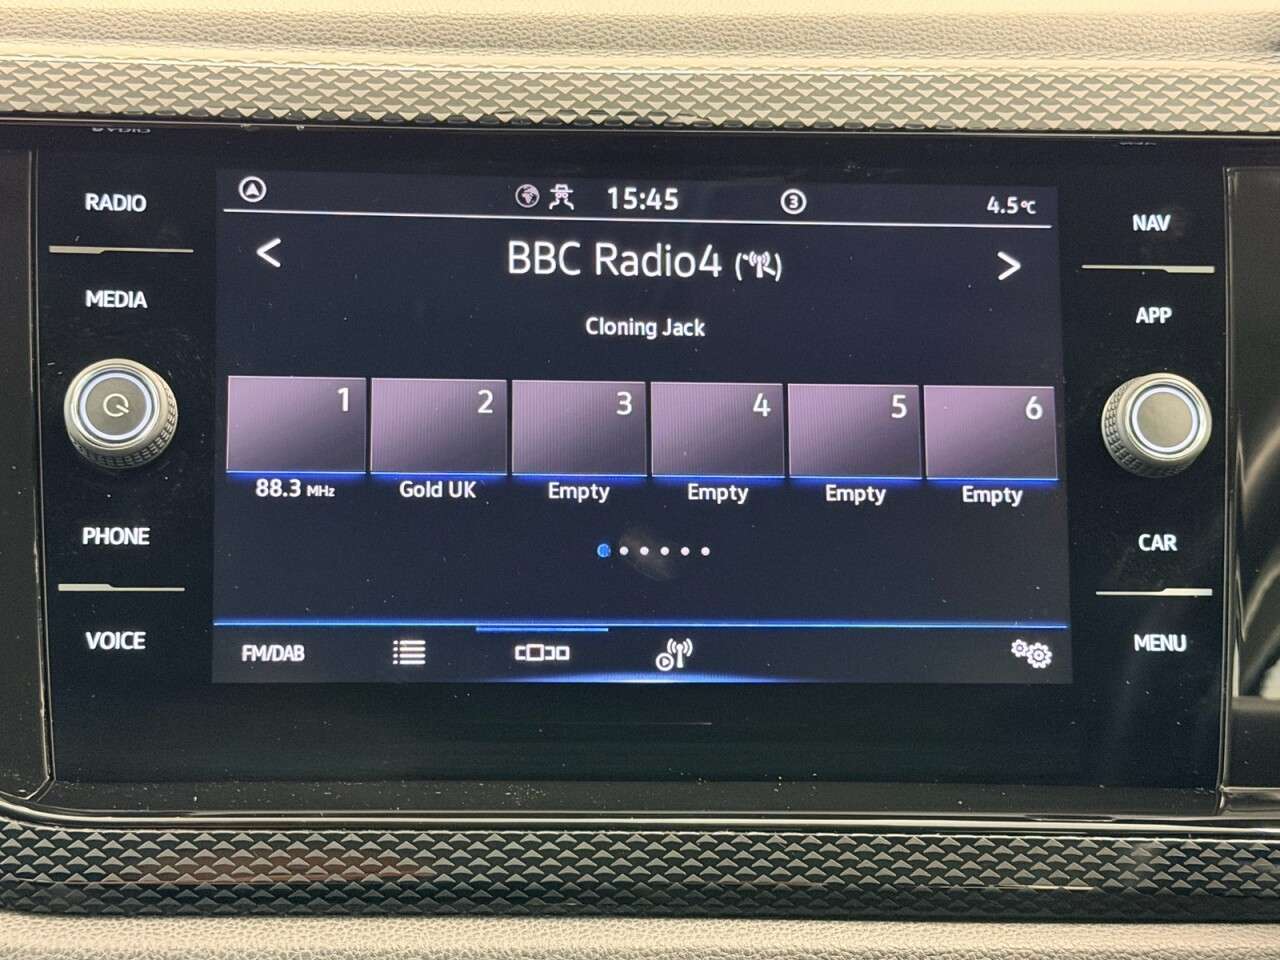 RADIO
MEDIA
PHONE
VOICE
15:45
3
4.5°C
BBC Radio4
Cloning Jack
1 2 3 4 5 6
88.3 MHz Gold UK Empty Empty Empty Empty
FM/DAB
NAV
APP
CAR
MENU